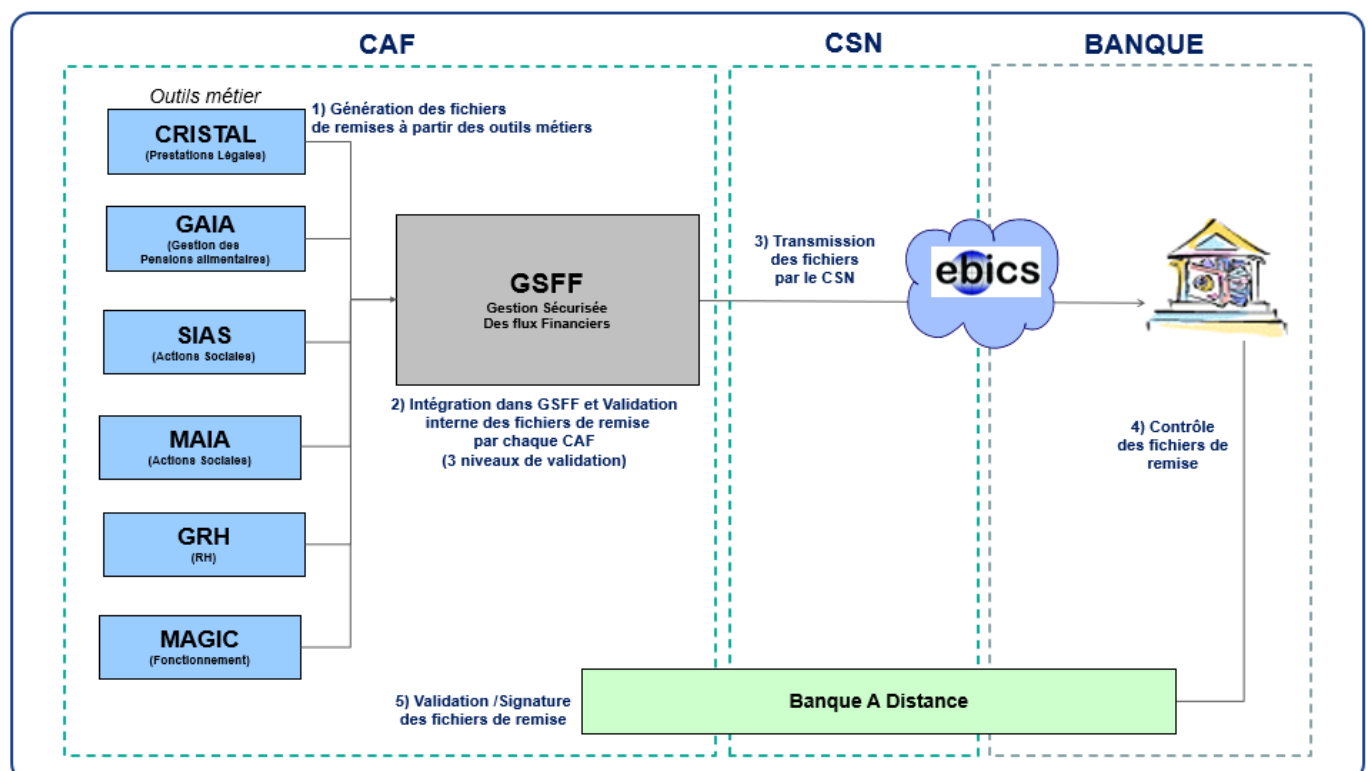 CAF
CSN
BANQUE
Outils métier
CRISTAL
(Prestations Légales)
1) Génération des fichiers
de remises à partir des outils métiers
GAIA
(Gestion des
Pensions alimentaires)
SIAS
(Actions Sociales)
MAIA
(Actions Sociales)
GRH
(RH)
MAGIC
(Fonctionnement)
GSFF
Gestion Sécurisée
Des flux Financiers
2) Intégration dans GSFF et Validation
interne des fichiers de remise
par chaque CAF
(3 niveaux de validation)
3) Transmission
des fichiers
par le CSN
ebics
4) Contrôle
des fichiers de
remise
5) Validation /Signature
des fichiers de remise
Banque A Distance